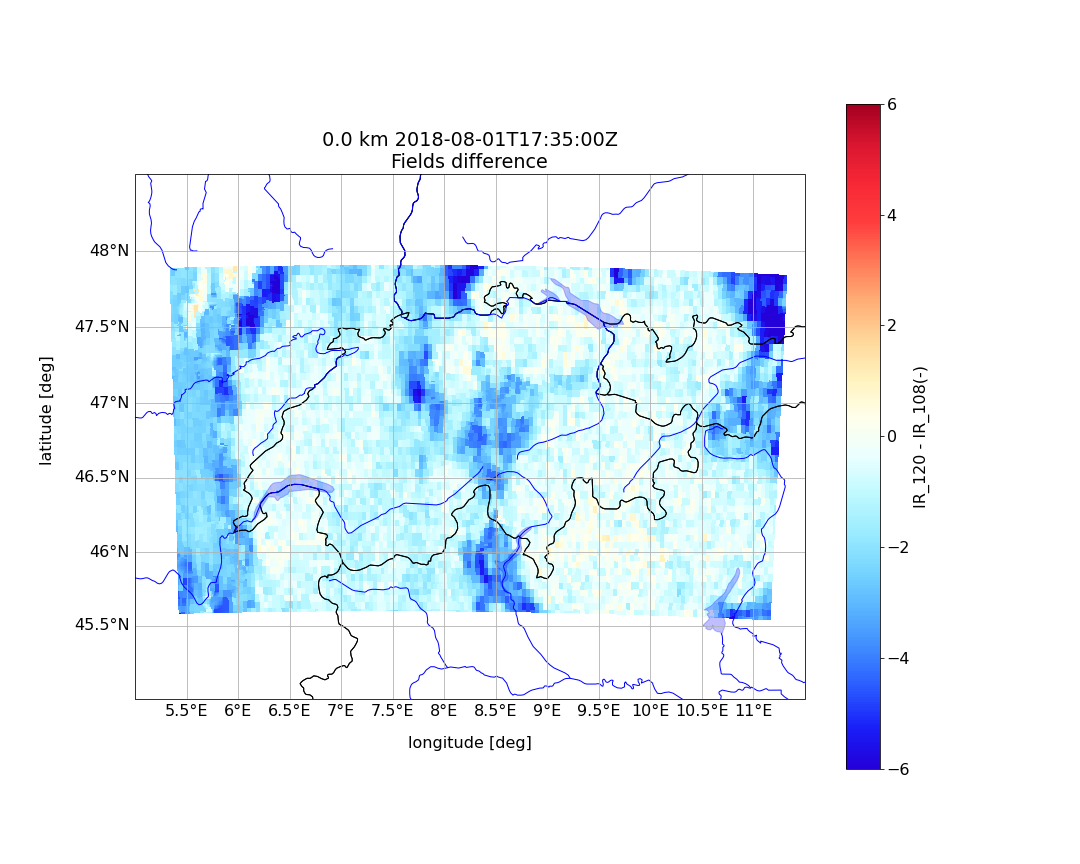 0.0 km 2018-08-01T17:35:00Z
Fields difference
48°N
47.5°N
47°N
46.5°N
46°N
45.5°N
latitude [deg]
5.5°E 6°E 6.5°E 7°E 7.5°E 8°E 8.5°E 9°E 9.5°E 10°E 10.5°E 11°E
longitude [deg]
6
4
2
0
−2
−4
−6
IR_120 - IR_108(-)